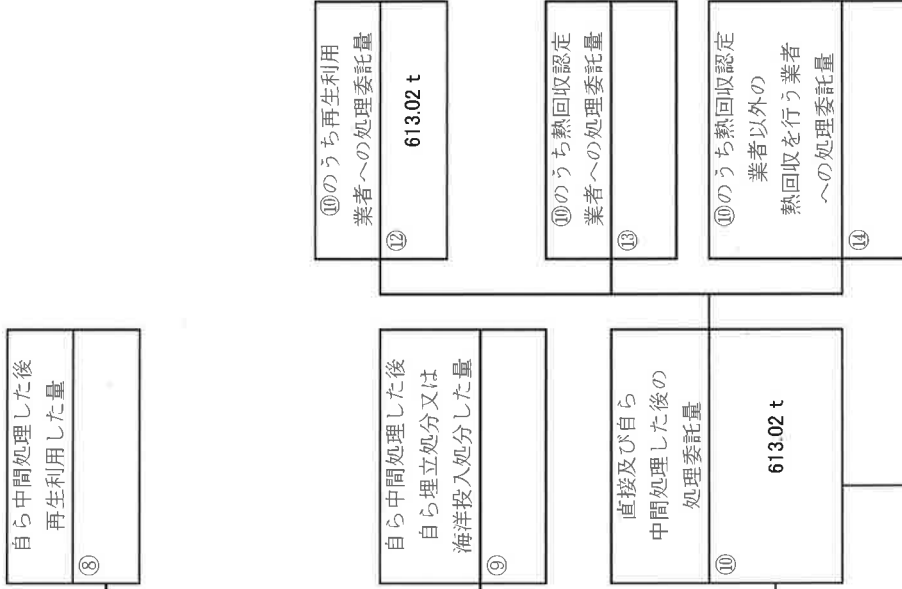 自ら中間処理した後
再生利用した量
⑧
自ら中間処理した後
自ら埋立処分又は
海洋投入処分した量
⑨
直接及び自ら
中間処理した後の
処理委託量
⑩
613.02 t
⑩のうち再生利用
業者への処理委託量
⑫
613.02 t
⑩のうち熱回収認定
業者への処理委託量
⑬
⑩のうち熱回収認定
業者以外の
熱回収を行う業者
への処理委託量
⑭